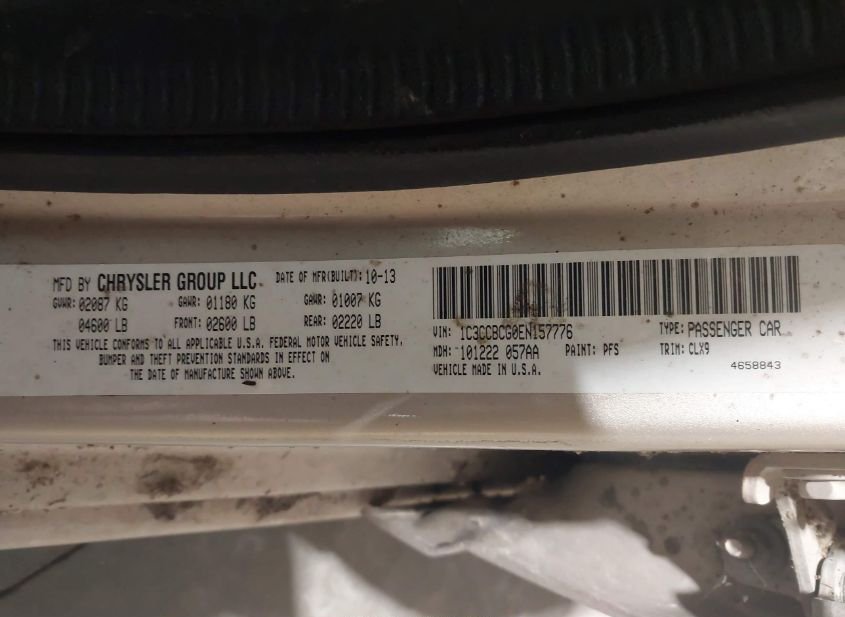 MFD BY CHRYSLER GROUP LLC DATE OF MFR(BUILT): 10-13
GVWR: 02087 KG GAWR: 01180 KG GAWR: 01007 KG
04600 LB FRONT: 02600 LB REAR: 02220 LB
THIS VEHICLE CONFORMS TO ALL APPLICABLE U.S.A. FEDERAL MOTOR VEHICLE SAFETY,
BUMPER AND THEFT PREVENTION STANDARDS IN EFFECT ON
THE DATE OF MANUFACTURE SHOWN ABOVE.
VIN: 1C3CCBCG0EN157776 TYPE: PASSENGER CAR
MDH: 101222 057AA PAINT: PFS TRIM: CLX9
VEHICLE MADE IN U.S.A. 4658843